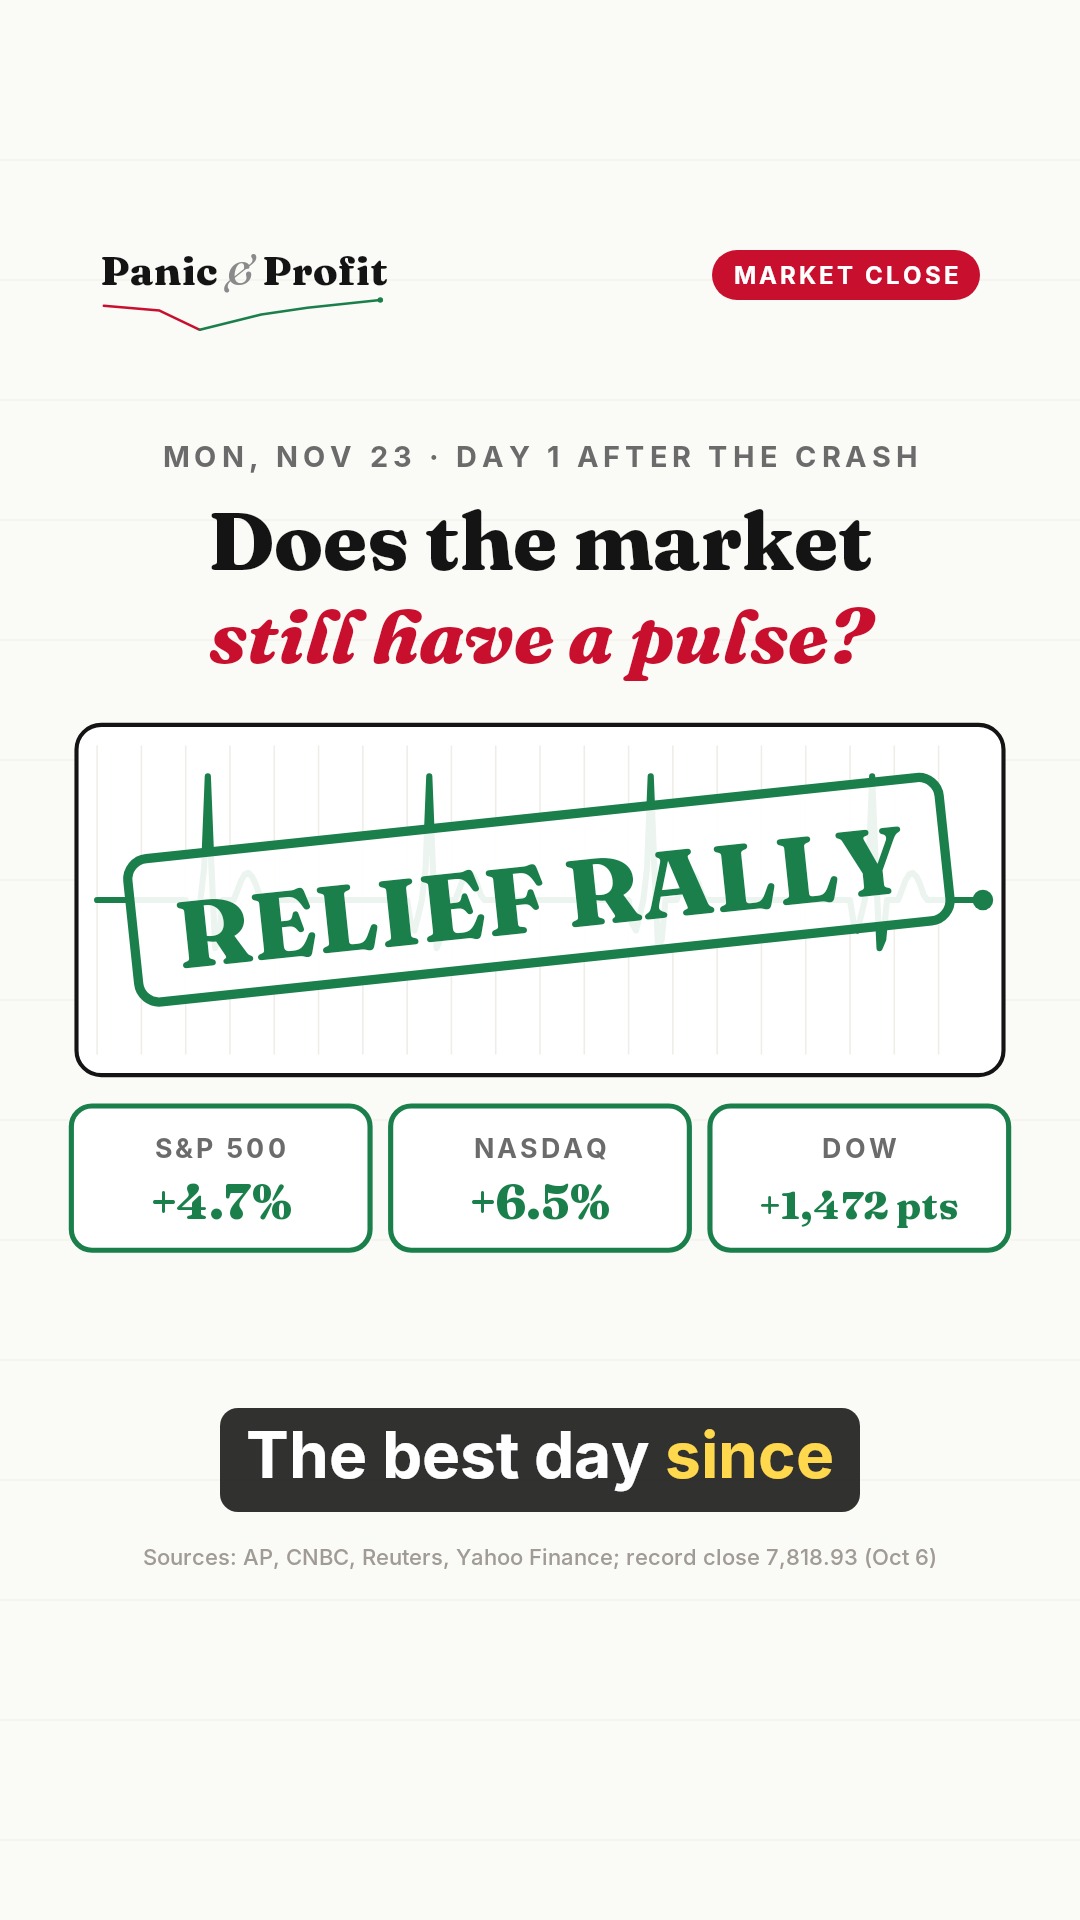 Panic & Profit
MARKET CLOSE
MON, NOV 23 · DAY 1 AFTER THE CRASH
Does the market
still have a pulse?
RELIEF RALLY
S&P 500
+4.7%
NASDAQ
+6.5%
DOW
+1,472 pts
The best day since
Sources: AP, CNBC, Reuters, Yahoo Finance; record close 7,818.93 (Oct 6)